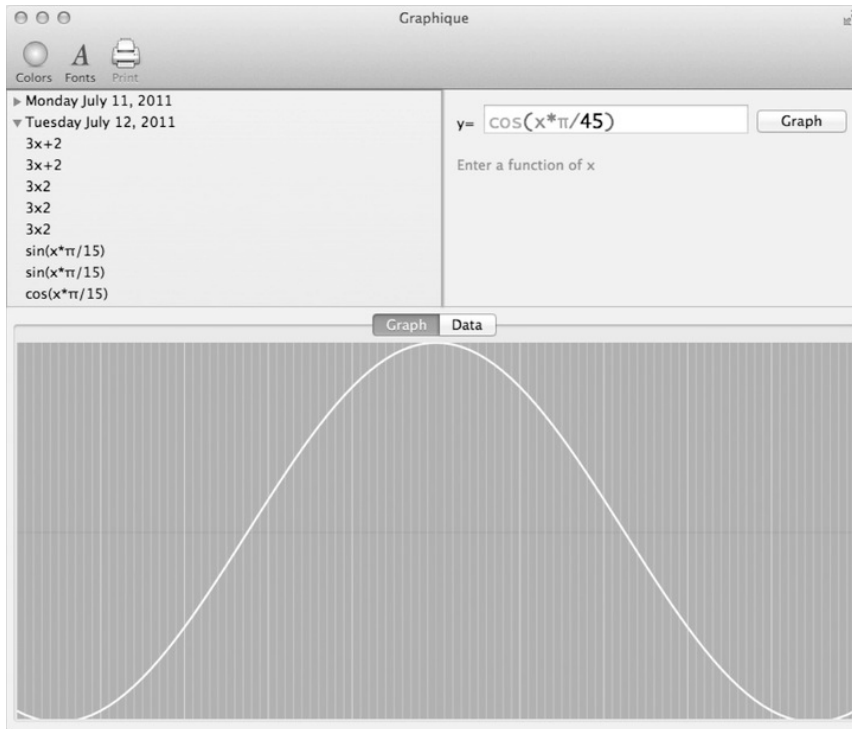 Graphique
Colors Fonts Print
Monday July 11, 2011
Tuesday July 12, 2011
3x+2
3x+2
3x2
3x2
3x2
sin(x*π/15)
sin(x*π/15)
cos(x*π/15)
y= cos(x*π/45) Graph
Enter a function of x
Graph Data